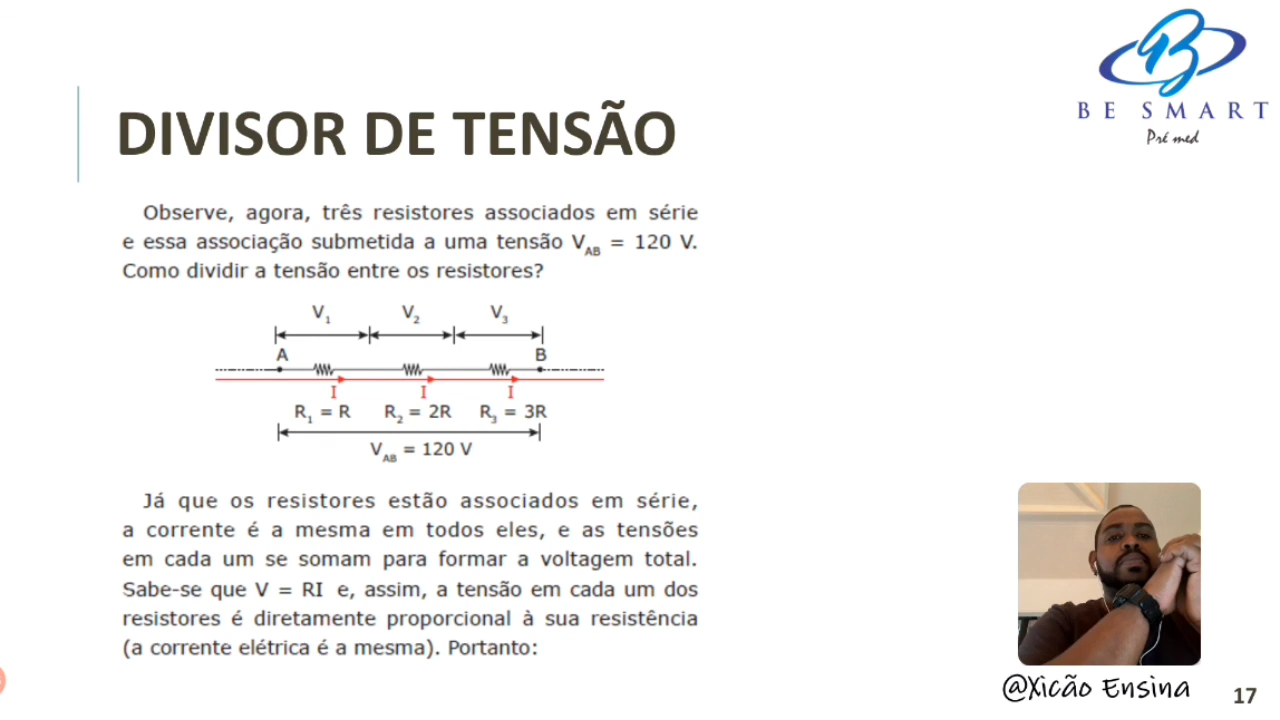 BE SMART
Pré med
DIVISOR DE TENSÃO
Observe, agora, três resistores associados em série
e essa associação submetida a uma tensão V_AB = 120 V.
Como dividir a tensão entre os resistores?
V₁ V₂ V₃
A B
I I I
R₁ = R R₂ = 2R R₃ = 3R
V_AB = 120 V
Já que os resistores estão associados em série,
a corrente é a mesma em todos eles, e as tensões
em cada um se somam para formar a voltagem total.
Sabe-se que V = RI e, assim, a tensão em cada um dos
resistores é diretamente proporcional à sua resistência
(a corrente elétrica é a mesma). Portanto:
@Xicão Ensina
17